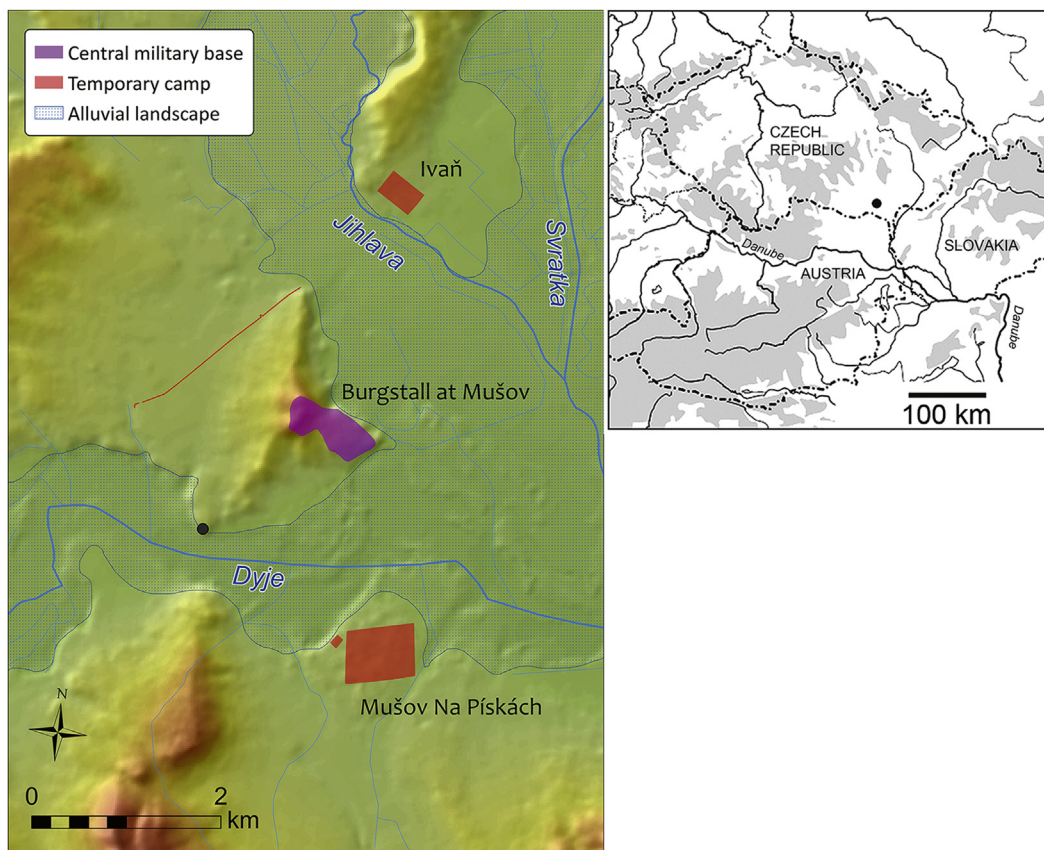 Central military base
Temporary camp
Alluvial landscape
Ivaň
Jihlava
Svratka
Burgstall at Mušov
Dyje
Mušov Na Pískách
N
0 2
km
CZECH
REPUBLIC
SLOVAKIA
Danube
AUSTRIA
Danube
100 km